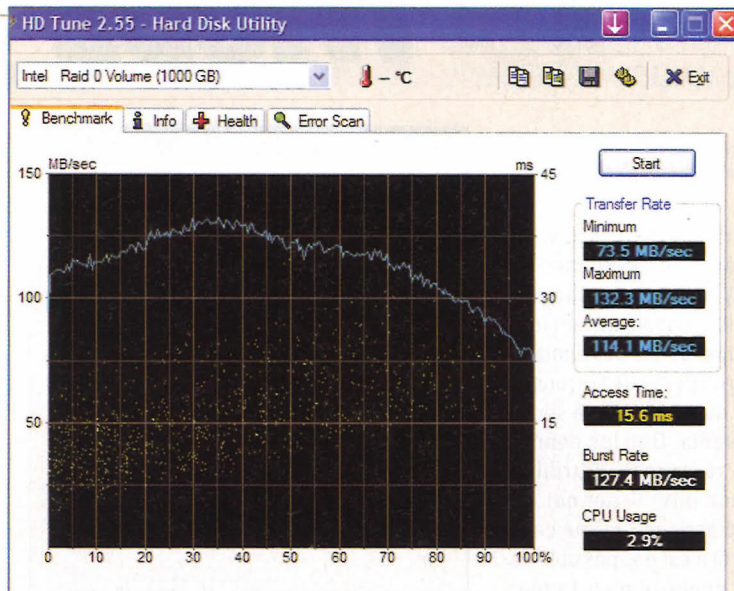 HD Tune 2.55 - Hard Disk Utility
Intel Raid 0 Volume (1000 GB)
– °C
Exit
Benchmark
Info
Health
Error Scan
MB/sec
ms
150
100
50
45
30
15
0 10 20 30 40 50 60 70 80 90 100%
Start
Transfer Rate
Minimum
73.5 MB/sec
Maximum
132.3 MB/sec
Average:
114.1 MB/sec
Access Time:
15.6 ms
Burst Rate
127.4 MB/sec
CPU Usage
2.9%